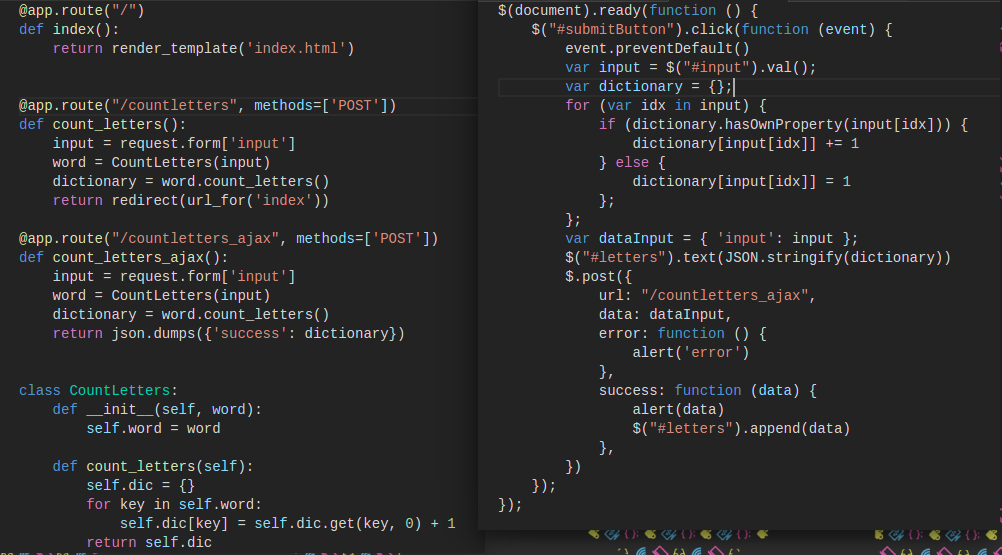 @app.route("/")
def index():
    return render_template('index.html')
@app.route("/countletters", methods=['POST'])
def count_letters():
    input = request.form['input']
    word = CountLetters(input)
    dictionary = word.count_letters()
    return redirect(url_for('index'))
@app.route("/countletters_ajax", methods=['POST'])
def count_letters_ajax():
    input = request.form['input']
    word = CountLetters(input)
    dictionary = word.count_letters()
    return json.dumps({'success': dictionary})
class CountLetters:
    def __init__(self, word):
        self.word = word
    def count_letters(self):
        self.dic = {}
        for key in self.word:
            self.dic[key] = self.dic.get(key, 0) + 1
        return self.dic
$(document).ready(function () {
    $("#submitButton").click(function (event) {
        event.preventDefault()
        var input = $("#input").val();
        var dictionary = {};
        for (var idx in input) {
            if (dictionary.hasOwnProperty(input[idx])) {
                dictionary[input[idx]] += 1
            } else {
                dictionary[input[idx]] = 1
            };
        };
        var dataInput = { 'input': input };
        $("#letters").text(JSON.stringify(dictionary))
        $.post({
            url: "/countletters_ajax",
            data: dataInput,
            error: function () {
                alert('error')
            },
            success: function (data) {
                alert(data)
                $("#letters").append(data)
            },
        })
    });
});